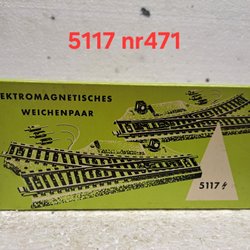 5117 nr471
EKTROMAGNETISCHES
WEICHENPAAR
5117